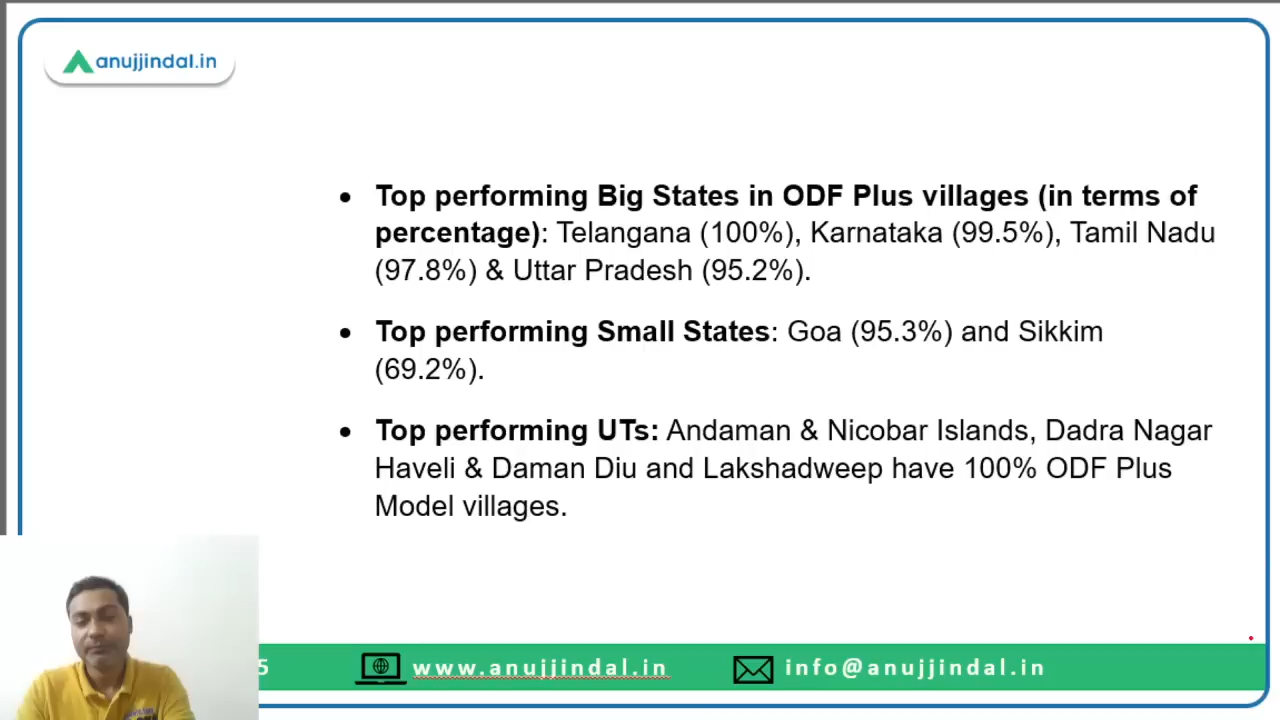 anujjindal.in
• Top performing Big States in ODF Plus villages (in terms of
percentage): Telangana (100%), Karnataka (99.5%), Tamil Nadu
(97.8%) & Uttar Pradesh (95.2%).
• Top performing Small States: Goa (95.3%) and Sikkim
(69.2%).
• Top performing UTs: Andaman & Nicobar Islands, Dadra Nagar
Haveli & Daman Diu and Lakshadweep have 100% ODF Plus
Model villages.
5 www.anujjindal.in info@anujjindal.in